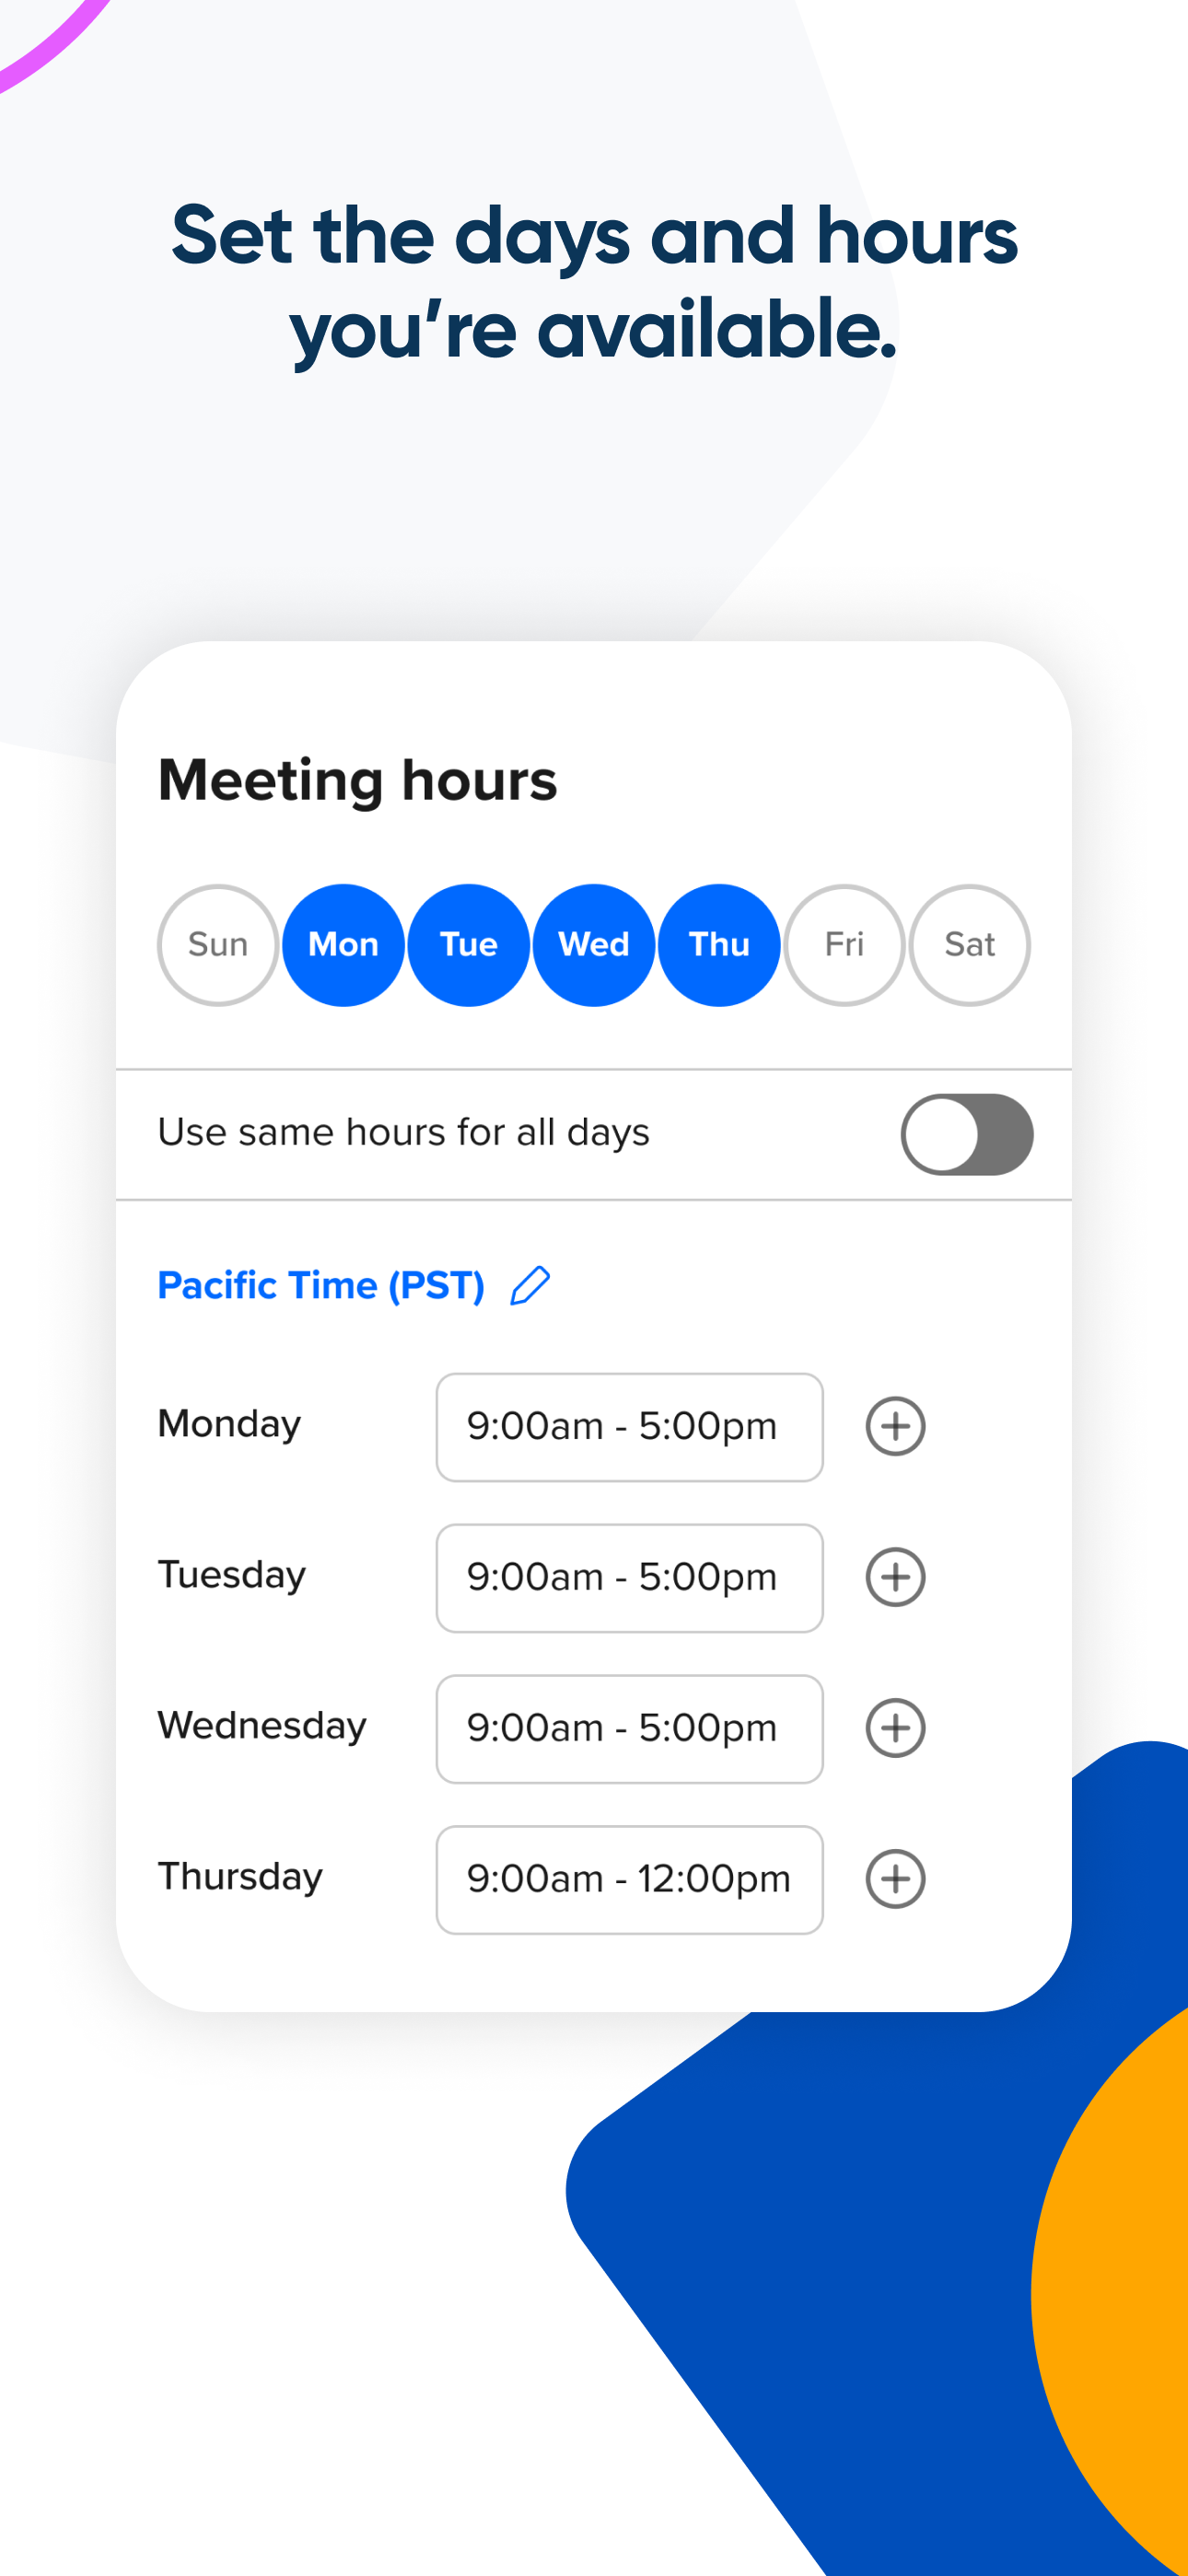 Set the days and hours
you’re available.
Meeting hours
Sun Mon Tue Wed Thu Fri Sat
Use same hours for all days
Pacific Time (PST)
Monday 9:00am - 5:00pm
Tuesday 9:00am - 5:00pm
Wednesday 9:00am - 5:00pm
Thursday 9:00am - 12:00pm